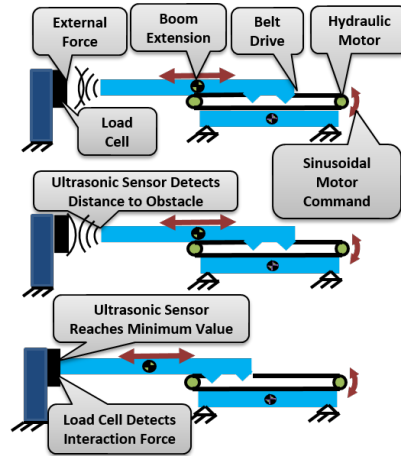 External
Force
Boom
Extension
Belt
Drive
Hydraulic
Motor
Load
Cell
Sinusoidal
Motor
Command
Ultrasonic Sensor Detects
Distance to Obstacle
Ultrasonic Sensor
Reaches Minimum Value
Load Cell Detects
Interaction Force